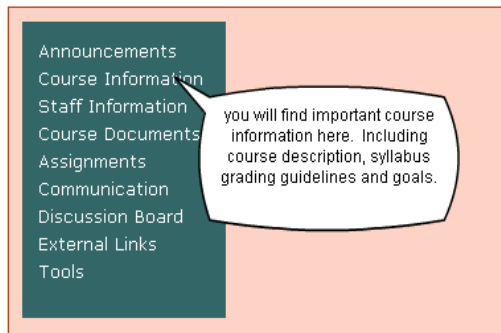 Announcements
Course Information
Staff Information
Course Documents
Assignments
Communication
Discussion Board
External Links
Tools
you will find important course
information here. Including
course description, syllabus
grading guidelines and goals.